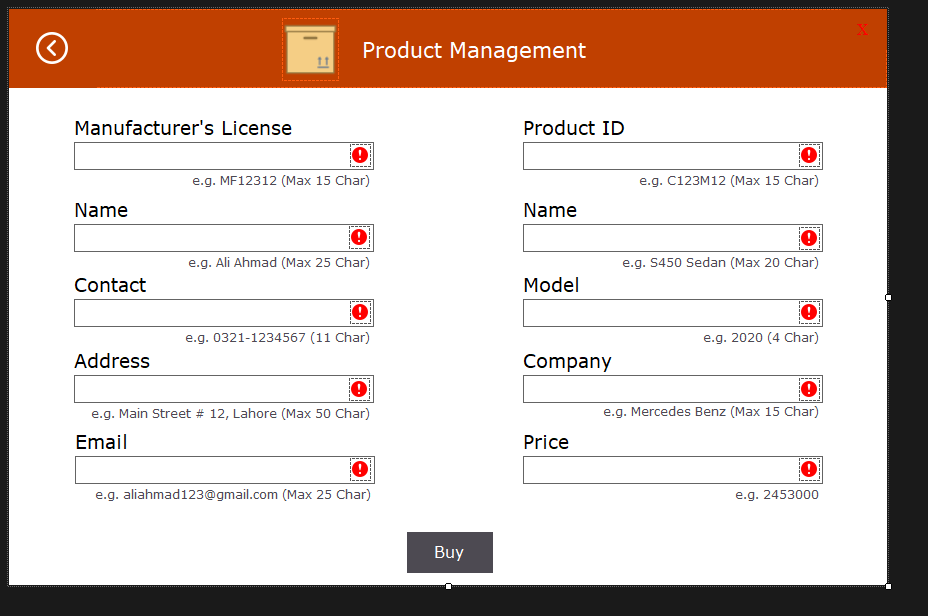 X
Product Management
Manufacturer's License
e.g. MF12312 (Max 15 Char)
Name
e.g. Ali Ahmad (Max 25 Char)
Contact
e.g. 0321-1234567 (11 Char)
Address
e.g. Main Street # 12, Lahore (Max 50 Char)
Email
e.g. aliahmad123@gmail.com (Max 25 Char)
Product ID
e.g. C123M12 (Max 15 Char)
Name
e.g. S450 Sedan (Max 20 Char)
Model
e.g. 2020 (4 Char)
Company
e.g. Mercedes Benz (Max 15 Char)
Price
e.g. 2453000
Buy